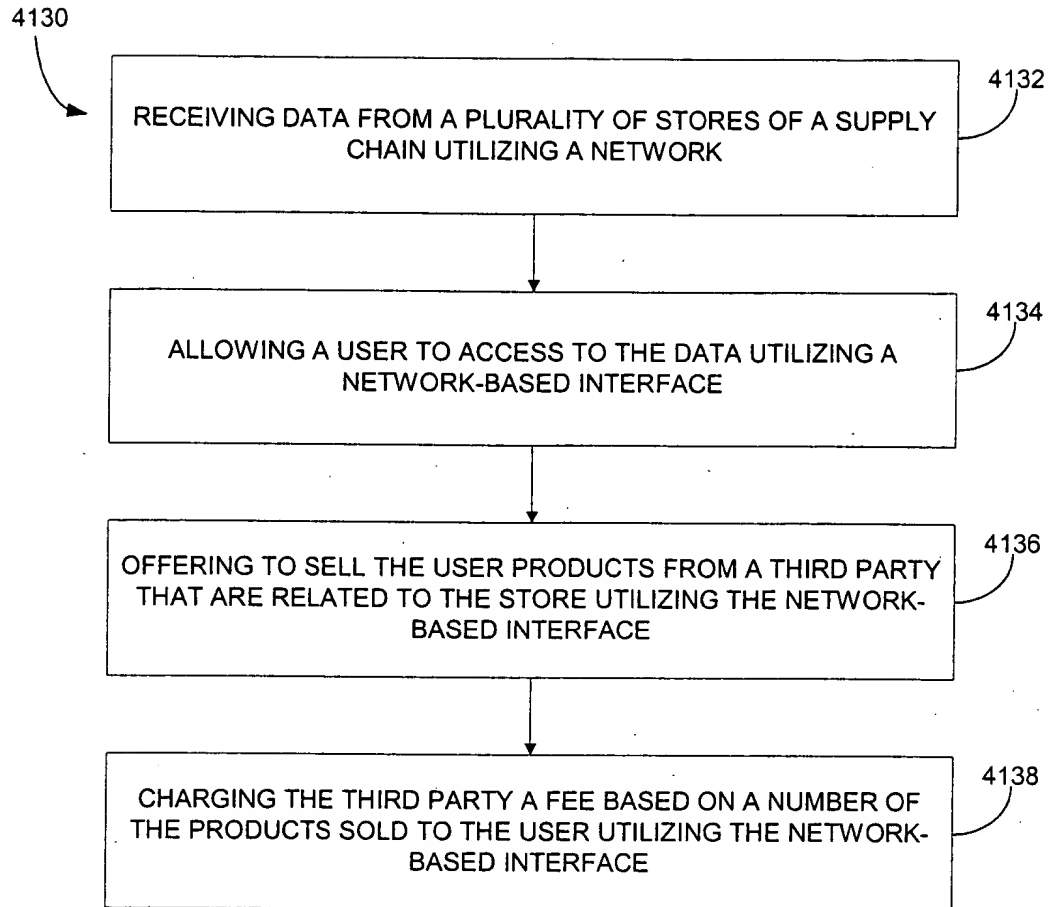 4130
4132
RECEIVING DATA FROM A PLURALITY OF STORES OF A SUPPLY
CHAIN UTILIZING A NETWORK
4134
ALLOWING A USER TO ACCESS TO THE DATA UTILIZING A
NETWORK-BASED INTERFACE
4136
OFFERING TO SELL THE USER PRODUCTS FROM A THIRD PARTY
THAT ARE RELATED TO THE STORE UTILIZING THE NETWORK-
BASED INTERFACE
4138
CHARGING THE THIRD PARTY A FEE BASED ON A NUMBER OF
THE PRODUCTS SOLD TO THE USER UTILIZING THE NETWORK-
BASED INTERFACE